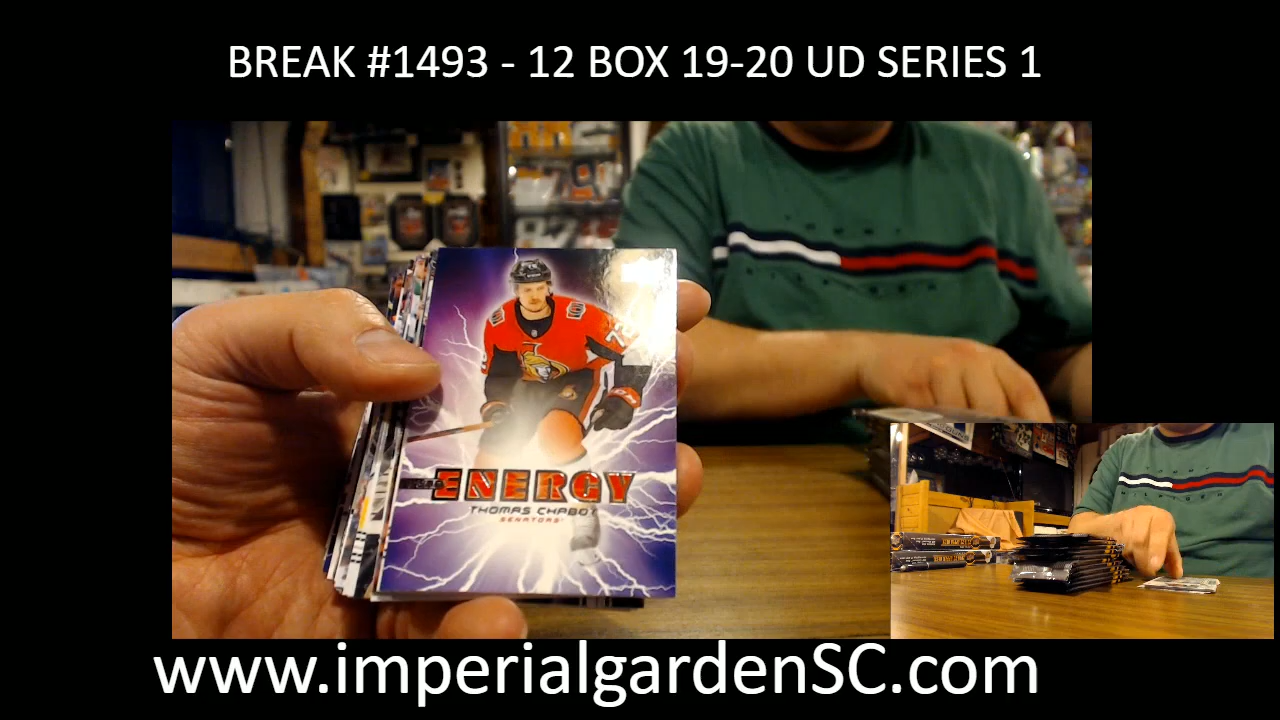 BREAK #1493 - 12 BOX 19-20 UD SERIES 1
ENERGY
THOMAS CHABOT
SENATORS
www.imperialgardenSC.com